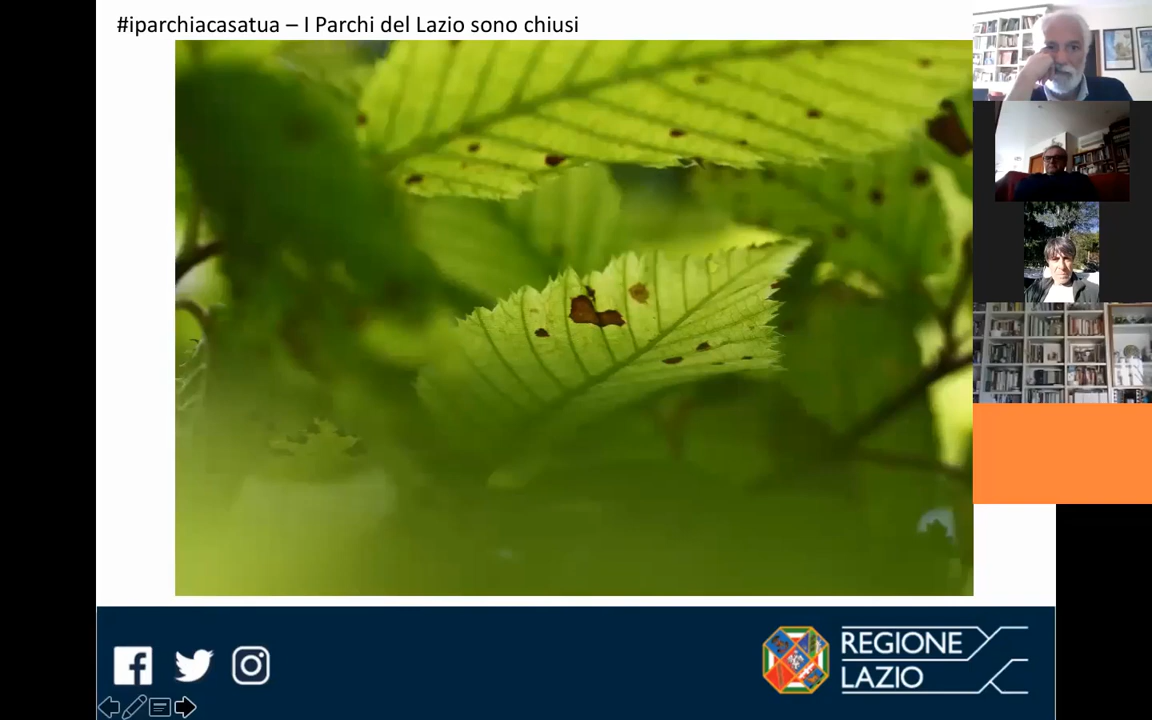 #iparchiacasatua – I Parchi del Lazio sono chiusi
REGIONE
LAZIO